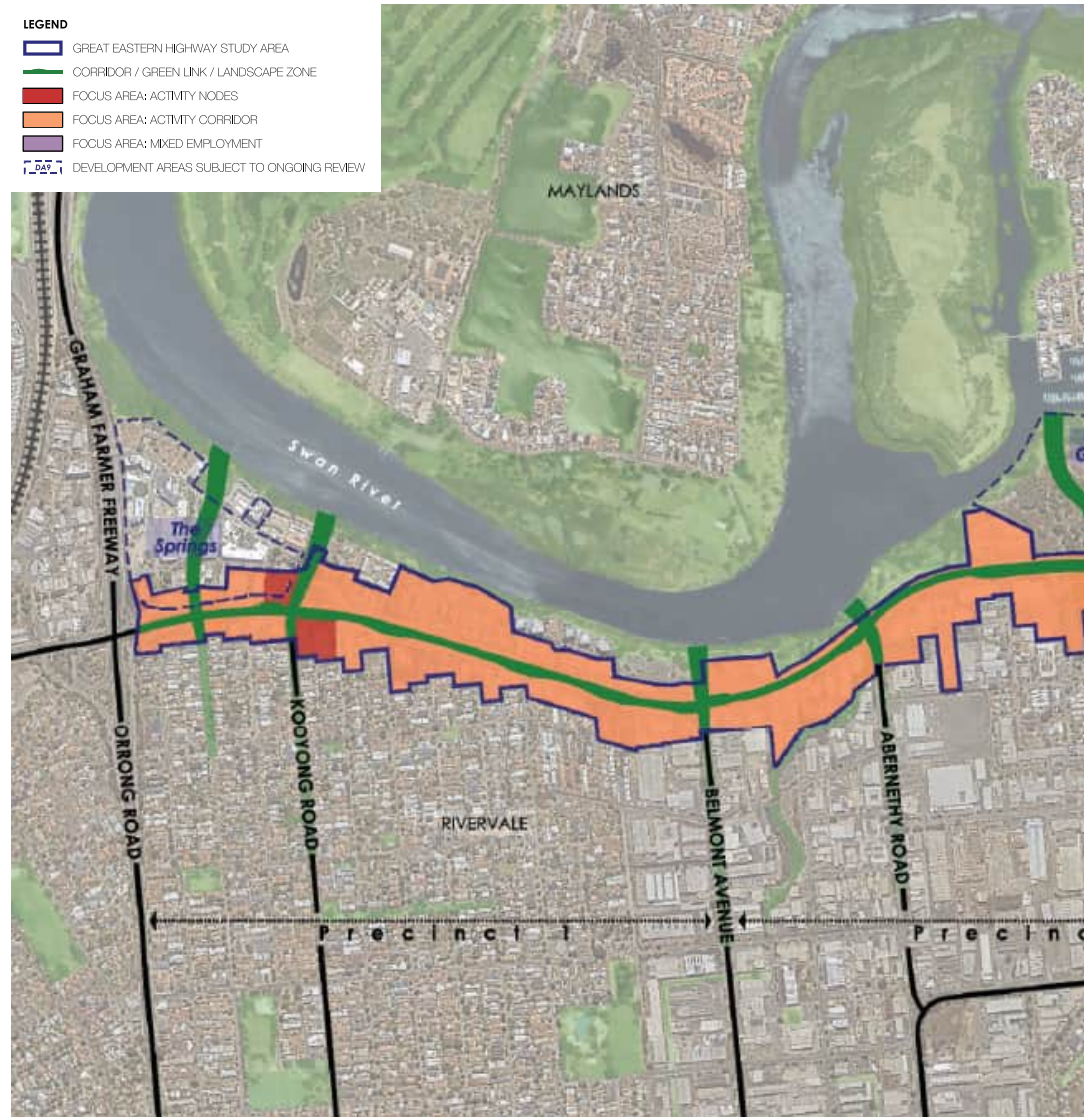 LEGEND
GREAT EASTERN HIGHWAY STUDY AREA
CORRIDOR / GREEN LINK / LANDSCAPE ZONE
FOCUS AREA: ACTIVITY NODES
FOCUS AREA: ACTIVITY CORRIDOR
FOCUS AREA: MIXED EMPLOYMENT
DA9 DEVELOPMENT AREAS SUBJECT TO ONGOING REVIEW
MAYLANDS
GRAHAM FARMER FREEWAY
Swan River
The
Springs
ORRONG ROAD
KOOYONG ROAD
RIVERVALE
BELMONT AVENUE
ABERNETHY ROAD
Precinct 1